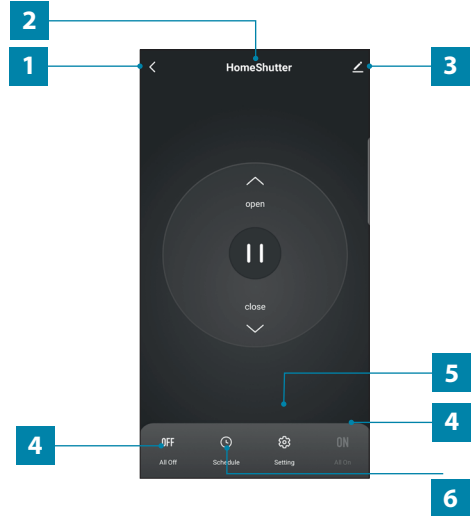 2
1
HomeShutter
3
open
close
5
4
4
OFF
ON
All Off
Schedule
Setting
All On
6